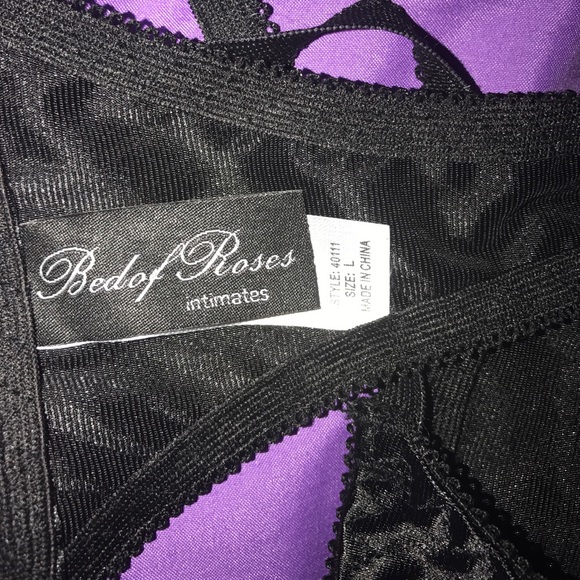 Bed of Roses
intimates
STYLE: 40111
SIZE: L
MADE IN CHINA